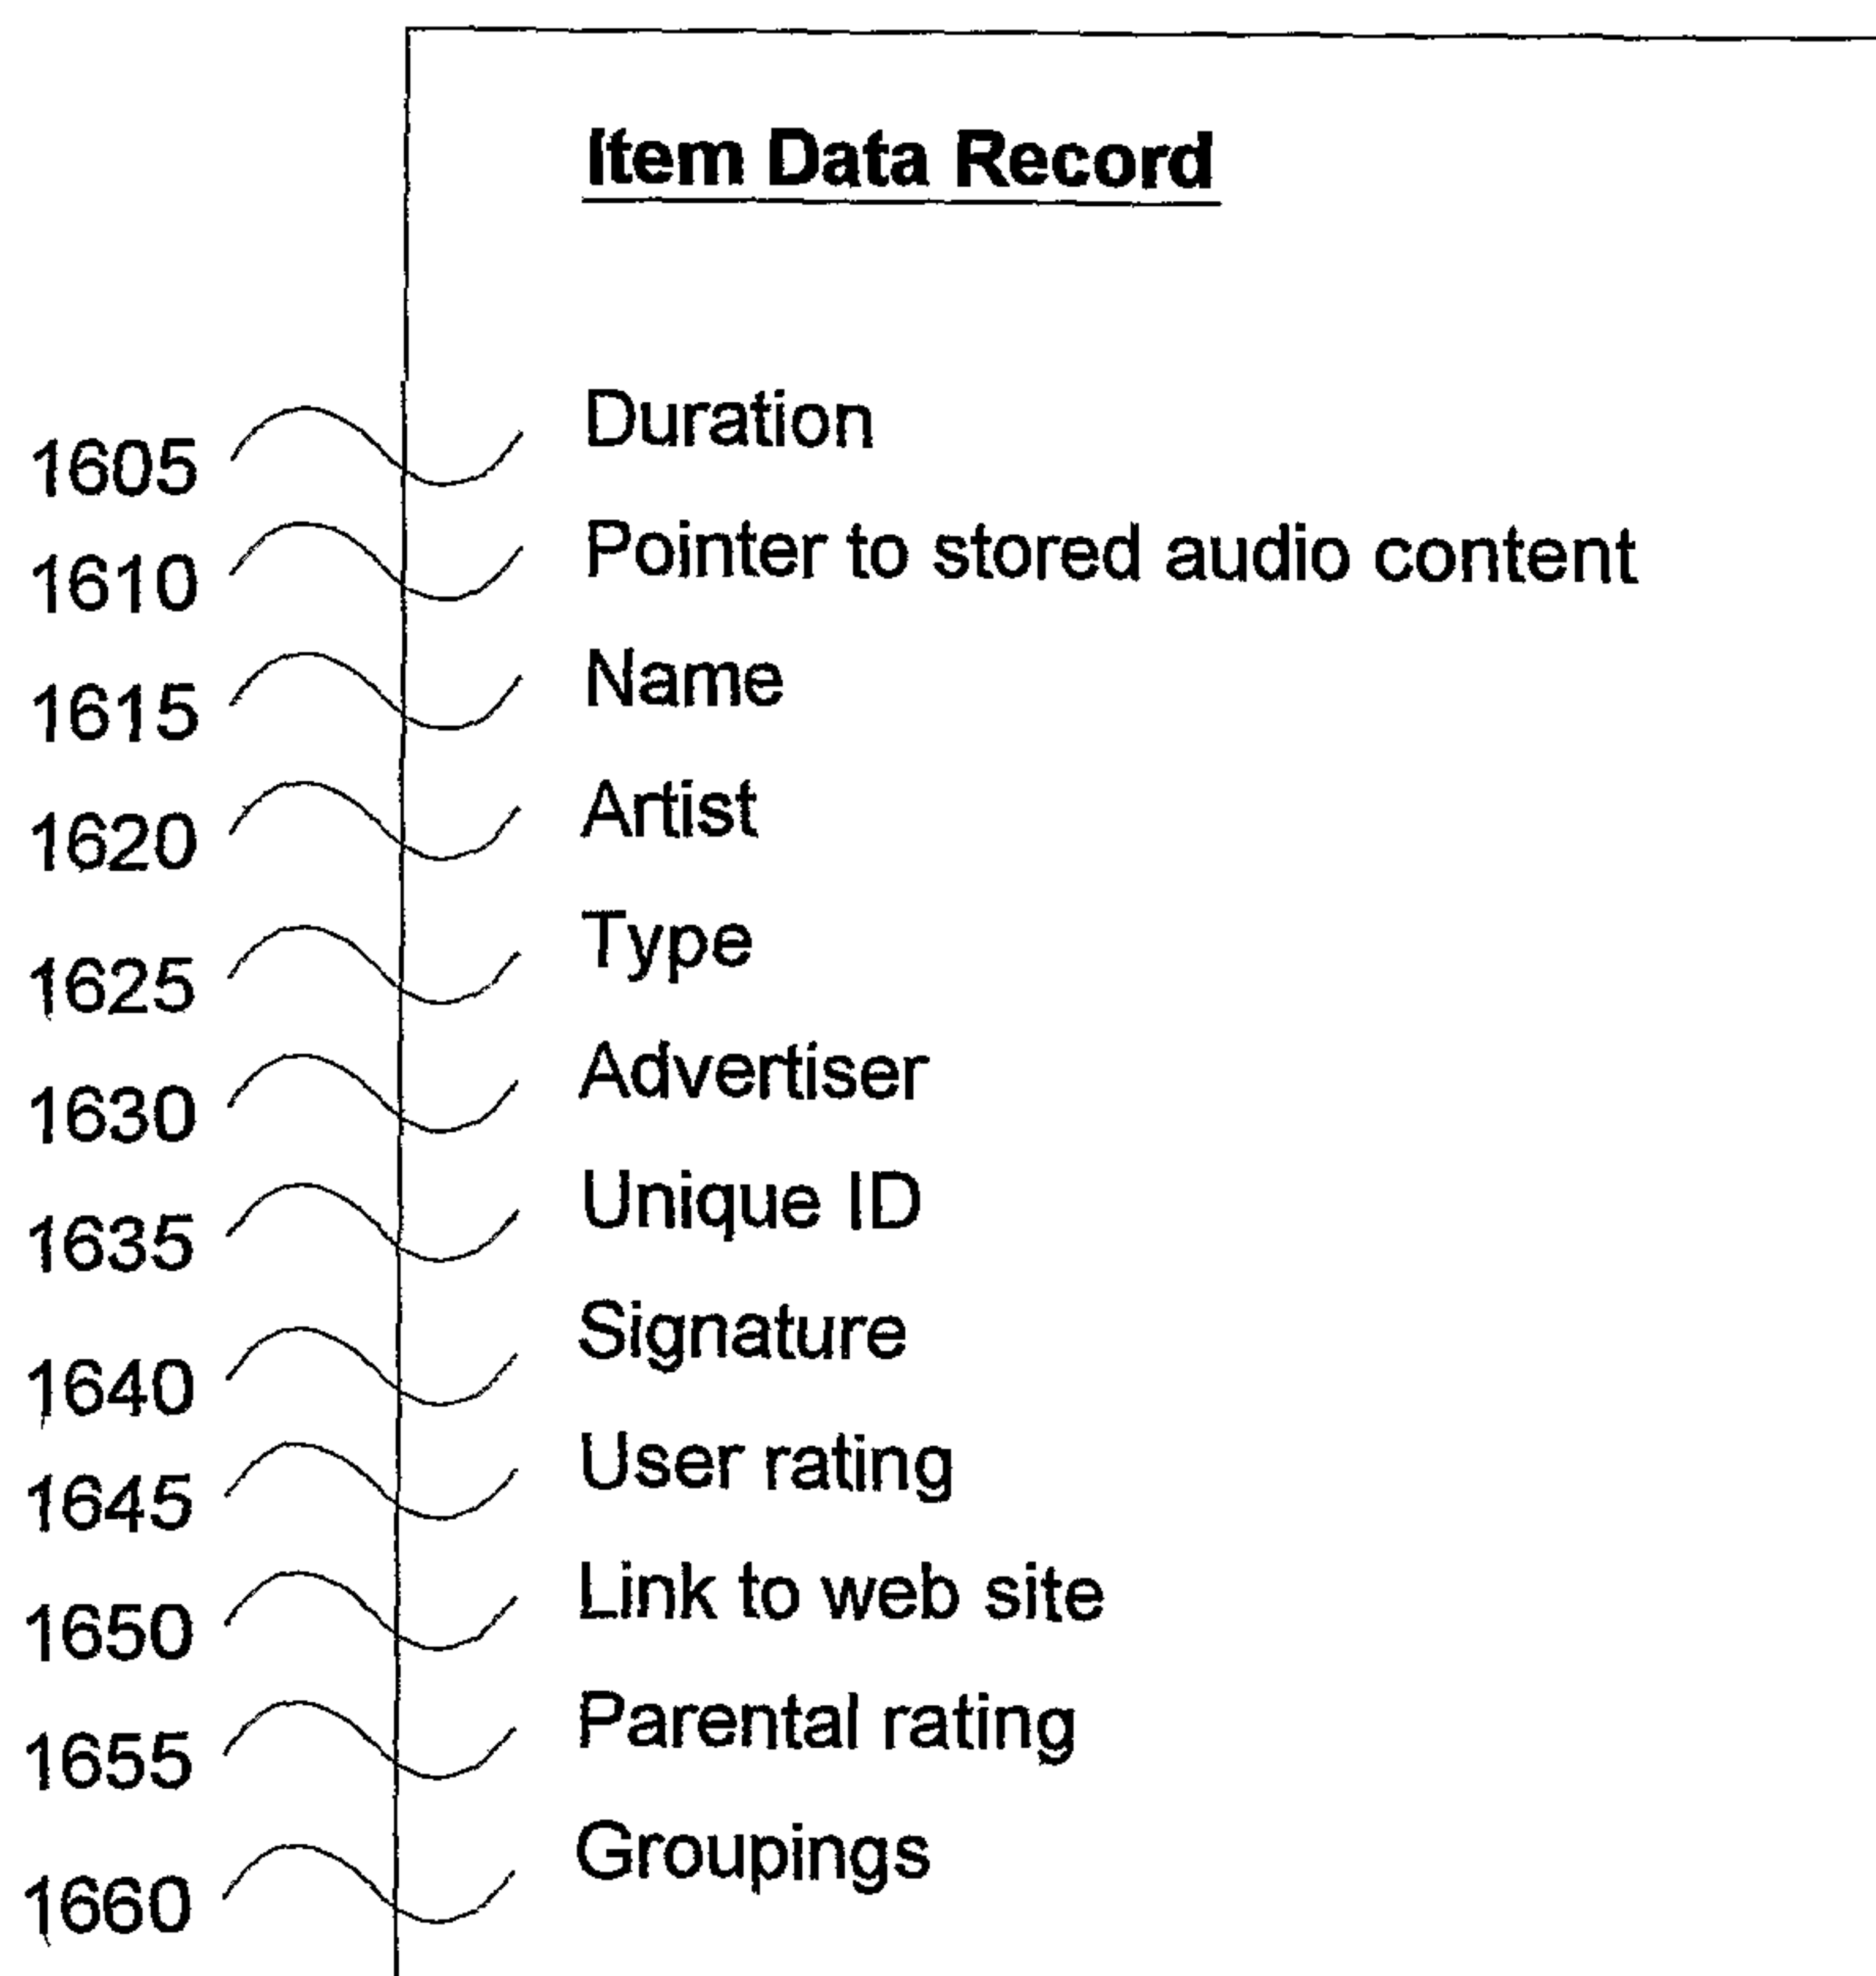 Item Data Record
1605 Duration
1610 Pointer to stored audio content
1615 Name
1620 Artist
1625 Type
1630 Advertiser
1635 Unique ID
1640 Signature
1645 User rating
1650 Link to web site
1655 Parental rating
1660 Groupings